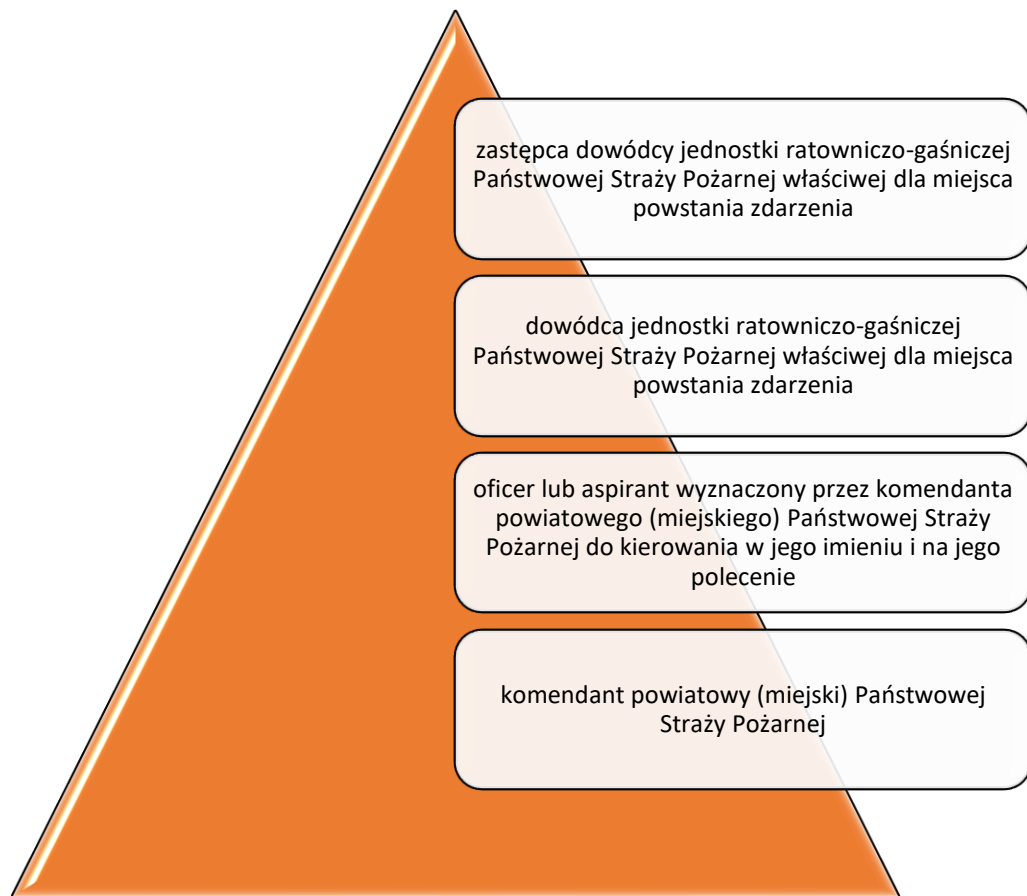 zastępca dowódcy jednostki ratowniczo-gaśniczej
Państwowej Straży Pożarnej właściwej dla miejsca
powstania zdarzenia
dowódca jednostki ratowniczo-gaśniczej
Państwowej Straży Pożarnej właściwej dla miejsca
powstania zdarzenia
oficer lub aspirant wyznaczony przez komendanta
powiatowego (miejskiego) Państwowej Straży
Pożarnej do kierowania w jego imieniu i na jego
polecenie
komendant powiatowy (miejski) Państwowej
Straży Pożarnej